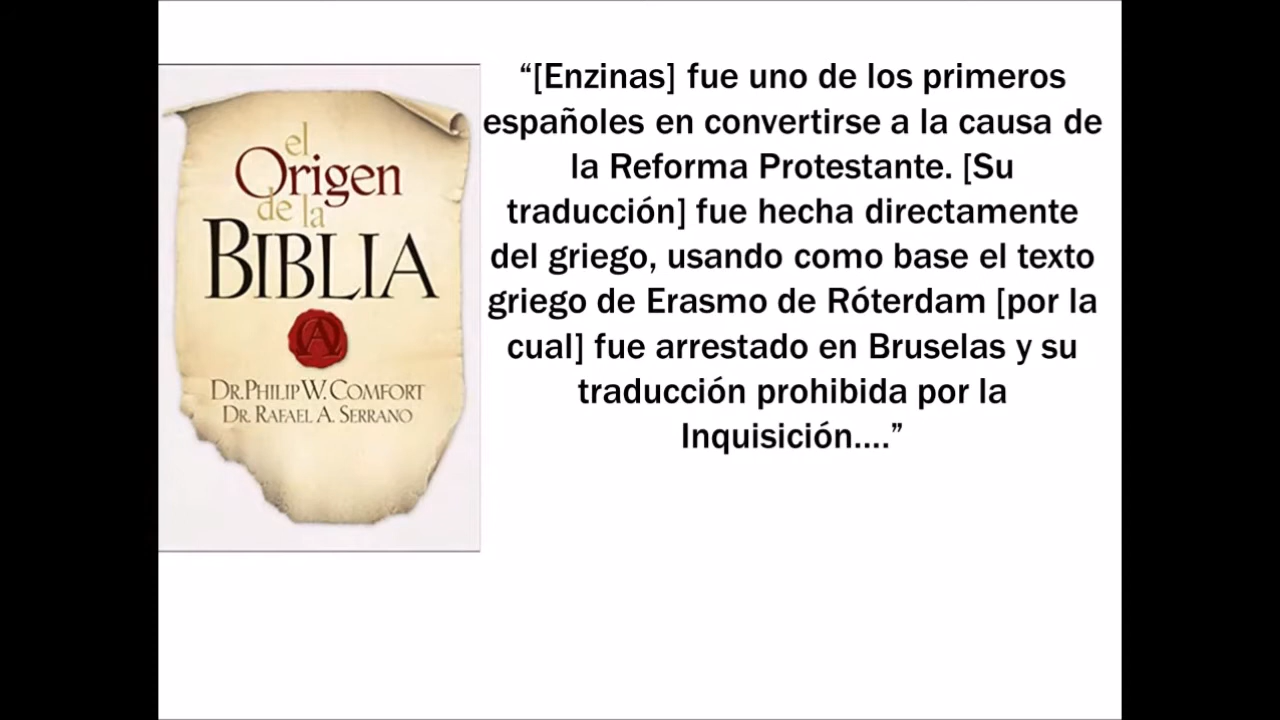 el
Origen
de la
BIBLIA
A
DR. PHILIP W. COMFORT
DR. RAFAEL A. SERRANO
“[Enzinas] fue uno de los primeros
españoles en convertirse a la causa de
la Reforma Protestante. [Su
traducción] fue hecha directamente
del griego, usando como base el texto
griego de Erasmo de Róterdam [por la
cual] fue arrestado en Bruselas y su
traducción prohibida por la
Inquisición....”